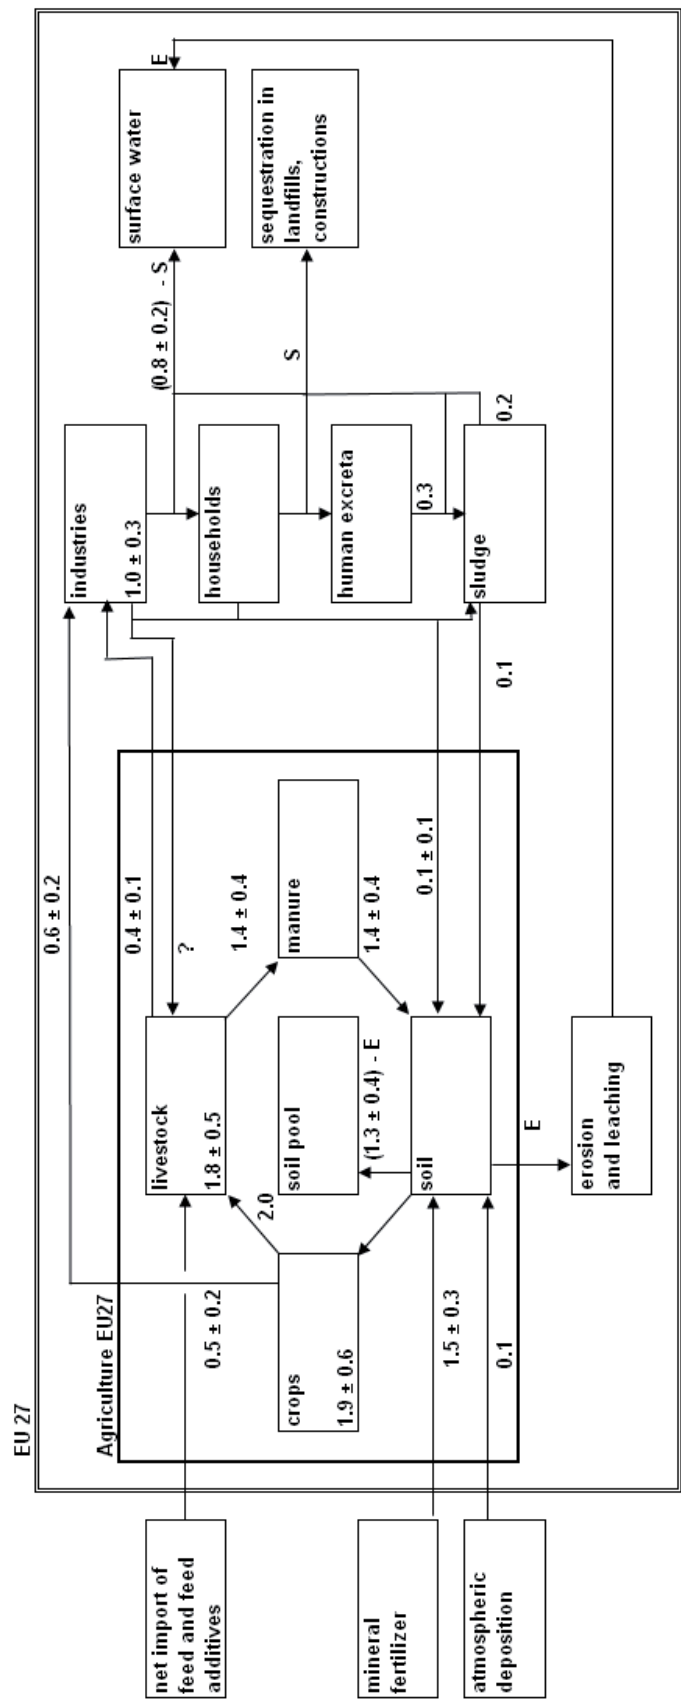 EU 27
Agriculture EU27
net import of
feed and feed
additives
mineral
fertilizer
atmospheric
deposition
0.5 ± 0.2
1.5 ± 0.3
0.1
crops
1.9 ± 0.6
2.0
livestock
1.8 ± 0.5
soil pool
(1.3 ± 0.4) - E
soil
E
erosion
and leaching
manure
1.4 ± 0.4
1.4 ± 0.4
0.6 ± 0.2
0.4 ± 0.1
?
0.1 ± 0.1
0.1
industries
1.0 ± 0.3
households
human excreta
0.3
sludge
0.2
(0.8 ± 0.2) - S
S
surface water
E
sequestration in
landfills,
constructions